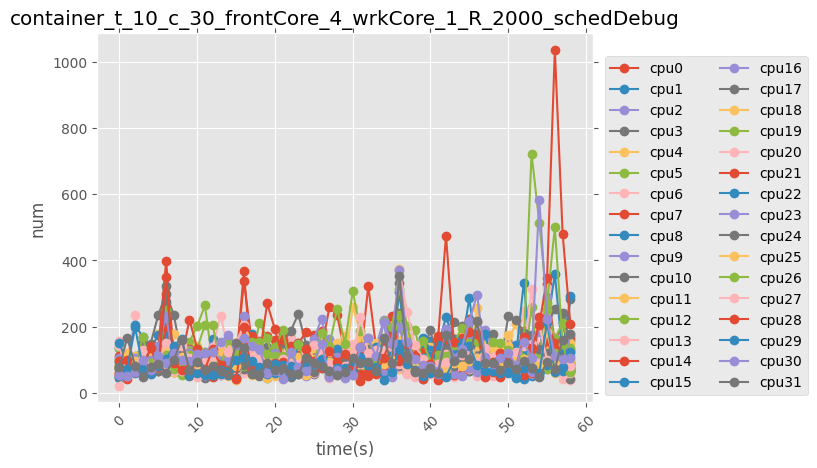 container_t_10_c_30_frontCore_4_wrkCore_1_R_2000_schedDebug
1000
800
600
400
200
0
num
0 10 20 30 40 50 60
time(s)
cpu0
cpu1
cpu2
cpu3
cpu4
cpu5
cpu6
cpu7
cpu8
cpu9
cpu10
cpu11
cpu12
cpu13
cpu14
cpu15
cpu16
cpu17
cpu18
cpu19
cpu20
cpu21
cpu22
cpu23
cpu24
cpu25
cpu26
cpu27
cpu28
cpu29
cpu30
cpu31